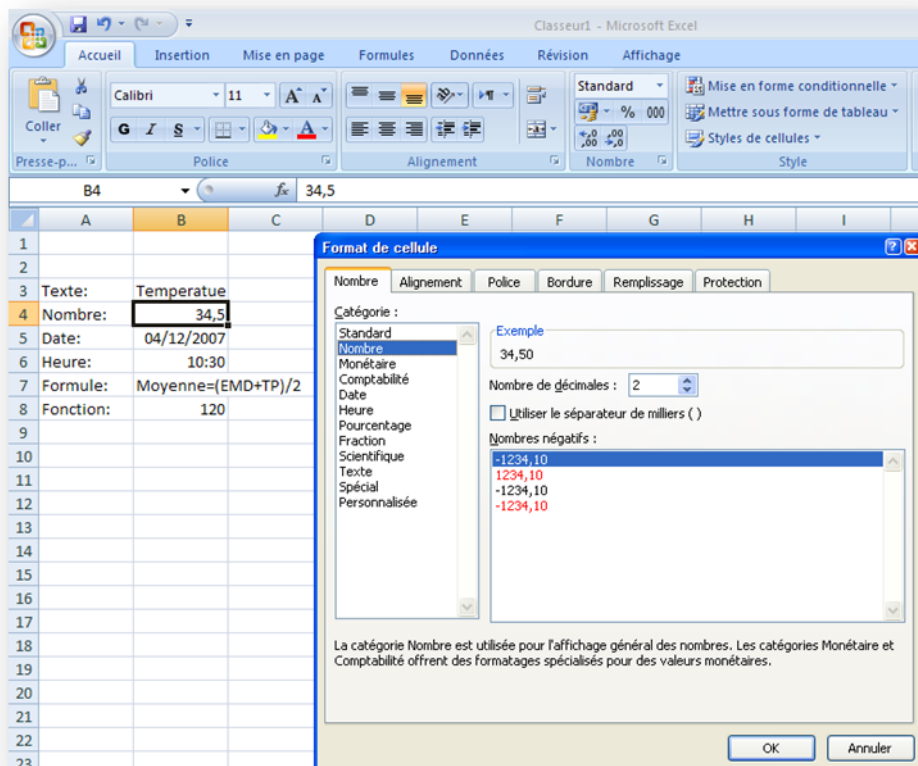 Classeur1 - Microsoft Excel
Accueil Insertion Mise en page Formules Données Révision Affichage
Coller
Calibri 11 A A
G I S A
Standard
% 000
,00 ,0
Mise en forme conditionnelle
Mettre sous forme de tableau
Styles de cellules
Presse-p... Police Alignement Nombre Style
B4 fx 34,5
A B C D E F G H I
1
2
3 Texte: Temperatue
4 Nombre: 34,5
5 Date: 04/12/2007
6 Heure: 10:30
7 Formule: Moyenne=(EMD+TP)/2
8 Fonction: 120
9
10
11
12
13
14
15
16
17
18
19
20
21
22
23
Format de cellule
Nombre Alignement Police Bordure Remplissage Protection
Catégorie :
Standard
Nombre
Monétaire
Comptabilité
Date
Heure
Pourcentage
Fraction
Scientifique
Texte
Spécial
Personnalisée
Exemple
34,50
Nombre de décimales : 2
Utiliser le séparateur de milliers ( )
Nombres négatifs :
-1234,10
1234,10
-1234,10
-1234,10
La catégorie Nombre est utilisée pour l'affichage général des nombres. Les catégories Monétaire et
Comptabilité offrent des formatages spécialisés pour des valeurs monétaires.
OK Annuler